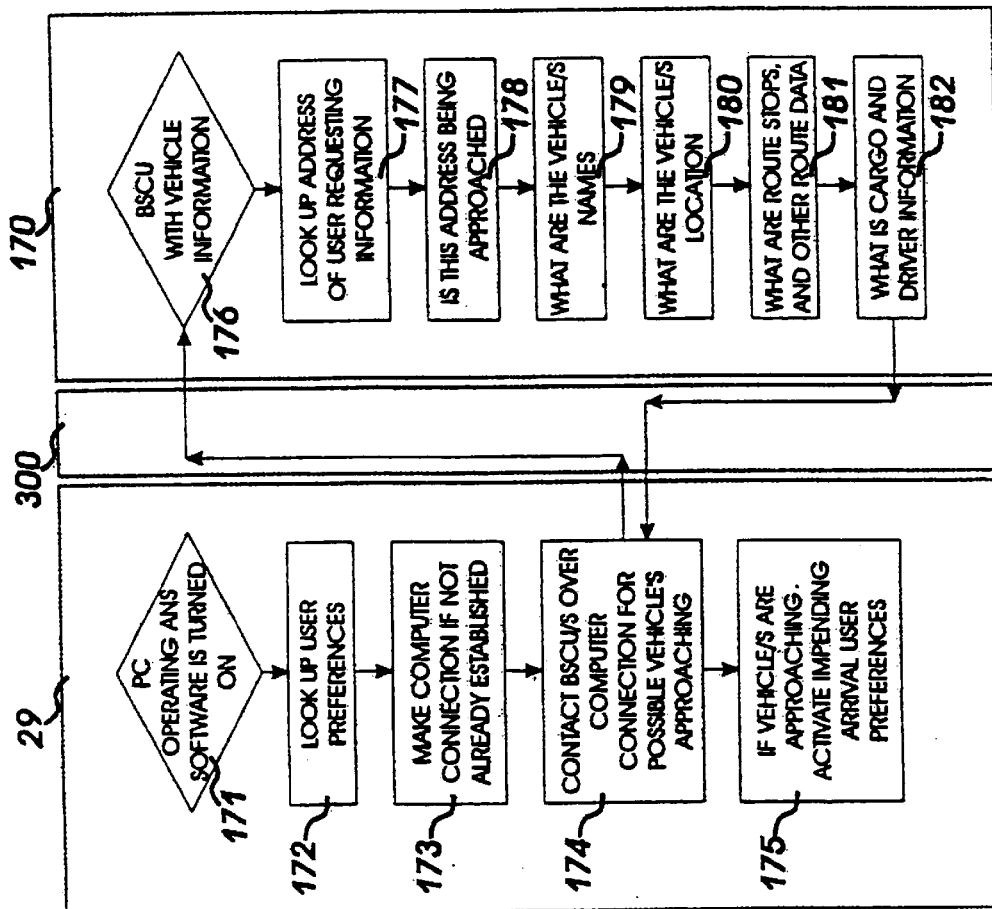 29
PC
OPERATING ANS
SOFTWARE IS TURNED
ON
171
LOOK UP USER
PREFERENCES
172
MAKE COMPUTER
CONNECTION IF NOT
ALREADY ESTABLISHED
173
CONTACT BSCU/S OVER
COMPUTER
CONNECTION FOR
POSSIBLE VEHICLE'S
APPROACHING
174
IF VEHICLE/S ARE
APPROACHING.
ACTIVATE IMPENDING
ARRIVAL USER
PREFERENCES
175
300
170
BSCU
WITH VEHICLE
INFORMATION
176
LOOK UP ADDRESS
OF USER REQUESTING
INFORMATION
177
IS THIS ADDRESS BEING
APPROACHED
178
WHAT ARE THE VEHICLE/S
NAMES
179
WHAT ARE THE VEHICLE/S
LOCATION
180
WHAT ARE ROUTE STOPS,
AND OTHER ROUTE DATA
181
WHAT IS CARGO AND
DRIVER INFORMATION
182